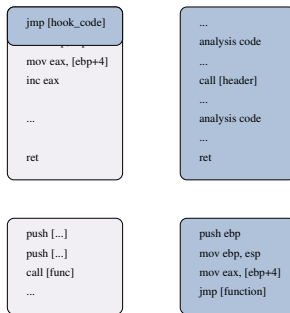 jmp [hook_code]
mov eax, [ebp+4]
inc eax
...
ret
...
analysis code
...
call [header]
...
analysis code
...
ret
push [...]
push [...]
call [func]
...
push ebp
mov ebp, esp
mov eax, [ebp+4]
jmp [function]